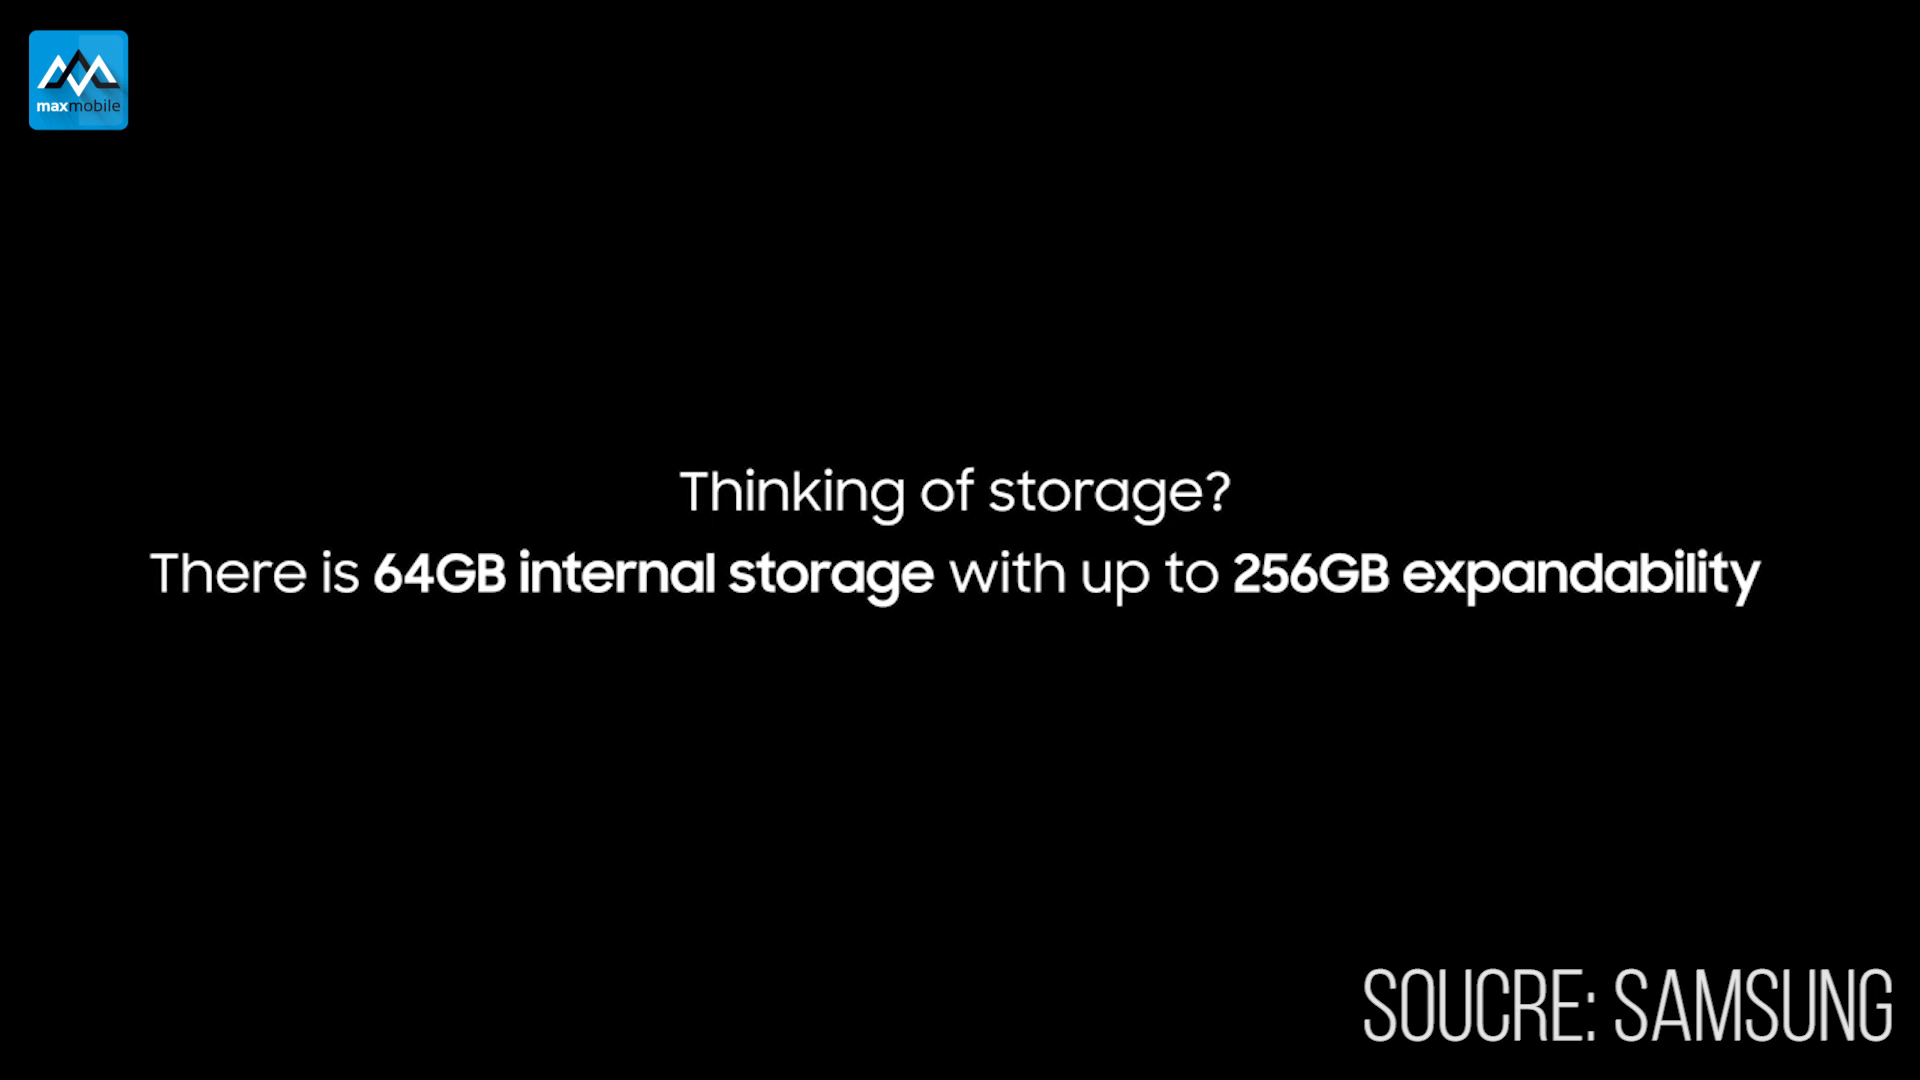 maxmobile
Thinking of storage?
There is 64GB internal storage with up to 256GB expandability
SOUCRE: SAMSUNG